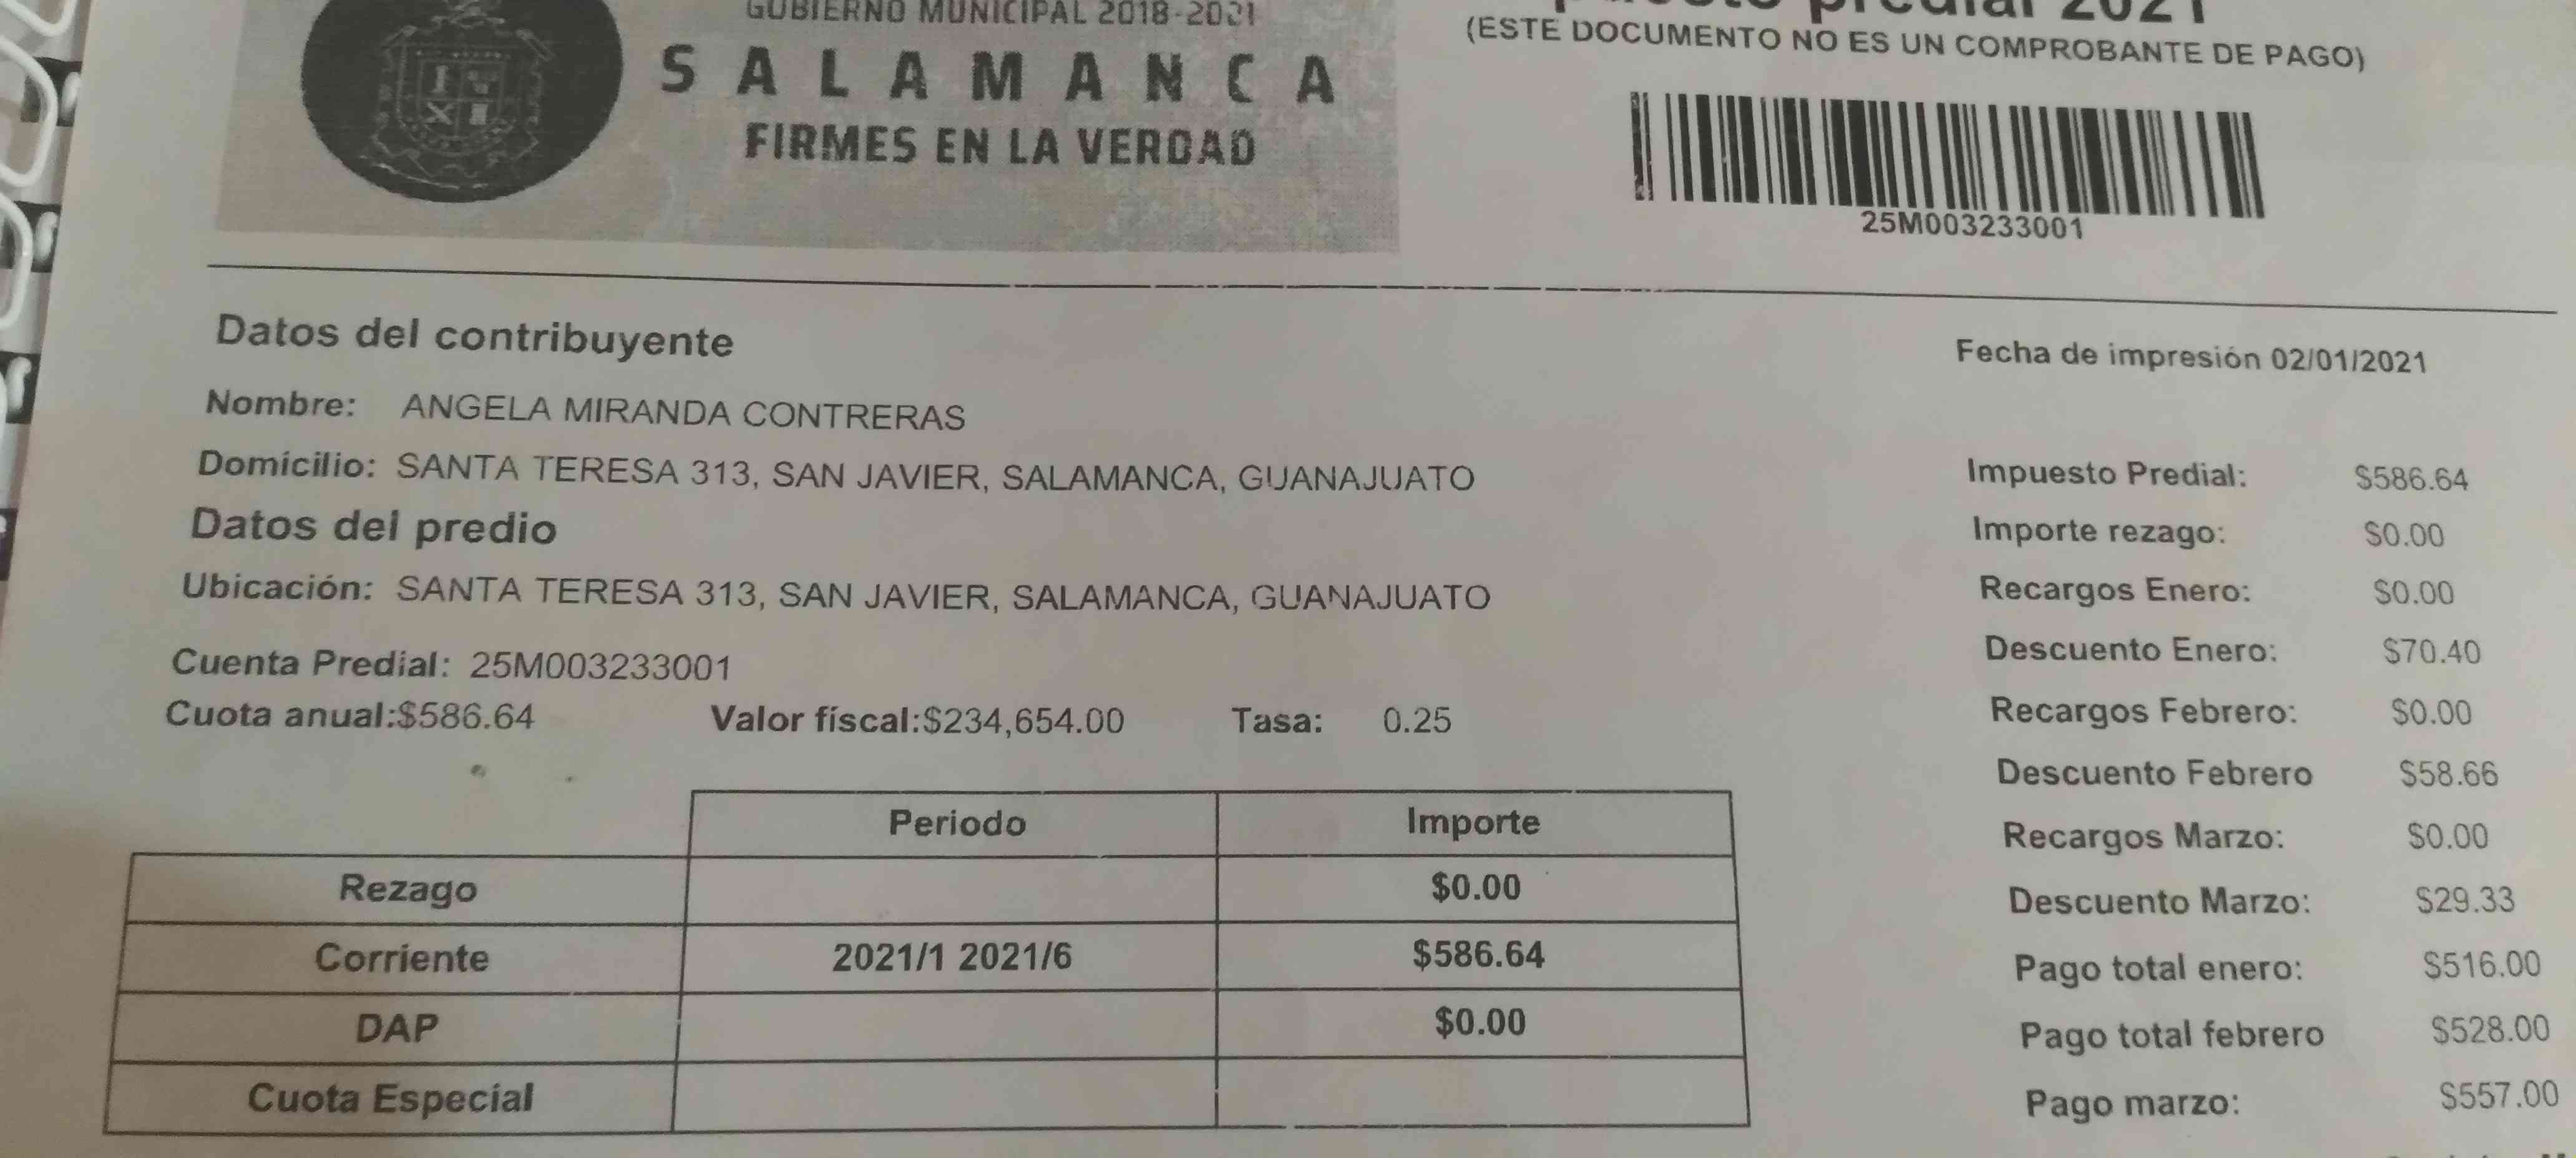 GOBIERNO MUNICIPAL 2018-2021
SALAMANCA
FIRMES EN LA VERDAD
predial 2021
(ESTE DOCUMENTO NO ES UN COMPROBANTE DE PAGO)
25M003233001
Datos del contribuyente
Fecha de impresión 02/01/2021
Nombre: ANGELA MIRANDA CONTRERAS
Domicilio: SANTA TERESA 313, SAN JAVIER, SALAMANCA, GUANAJUATO
Datos del predio
Ubicación: SANTA TERESA 313, SAN JAVIER, SALAMANCA, GUANAJUATO
Cuenta Predial: 25M003233001
Cuota anual:$586.64 Valor físcal:$234,654.00 Tasa: 0.25
Periodo Importe
Rezago $0.00
Corriente 2021/1 2021/6 $586.64
DAP $0.00
Cuota Especial
Impuesto Predial: $586.64
Importe rezago: $0.00
Recargos Enero: $0.00
Descuento Enero: $70.40
Recargos Febrero: $0.00
Descuento Febrero $58.66
Recargos Marzo: $0.00
Descuento Marzo: $29.33
Pago total enero: $516.00
Pago total febrero $528.00
Pago marzo: $557.00